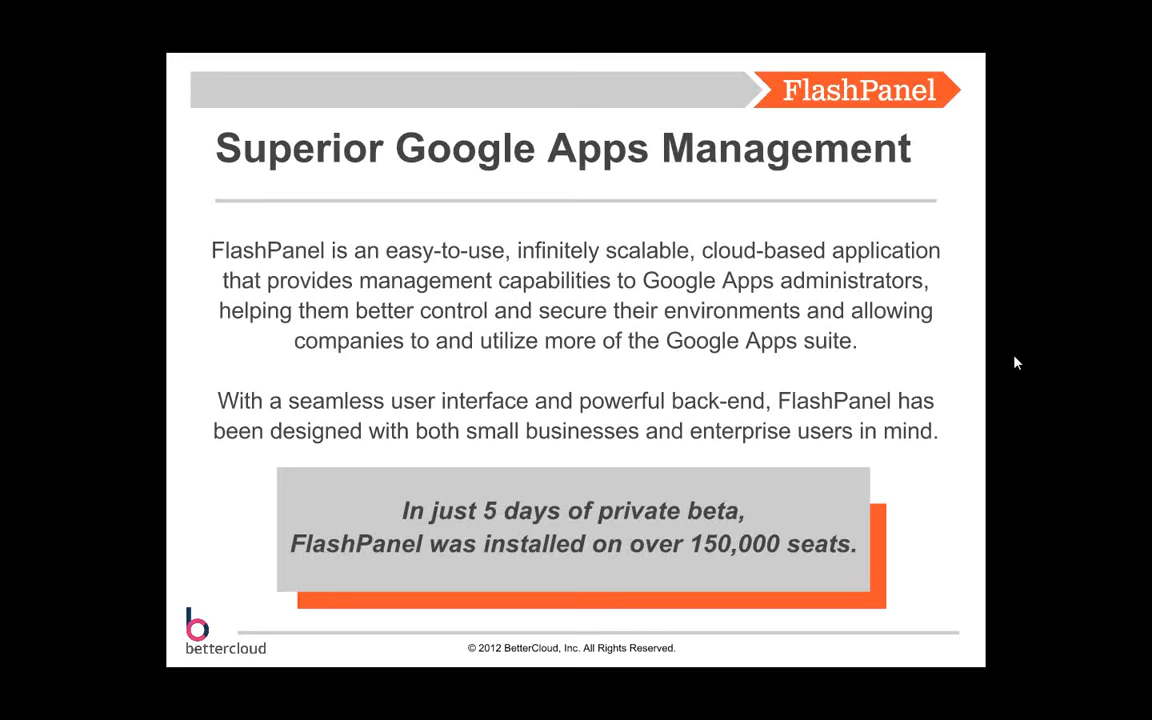 FlashPanel
Superior Google Apps Management
FlashPanel is an easy-to-use, infinitely scalable, cloud-based application
that provides management capabilities to Google Apps administrators,
helping them better control and secure their environments and allowing
companies to and utilize more of the Google Apps suite.
With a seamless user interface and powerful back-end, FlashPanel has
been designed with both small businesses and enterprise users in mind.
In just 5 days of private beta,
FlashPanel was installed on over 150,000 seats.
bettercloud
© 2012 BetterCloud, Inc. All Rights Reserved.